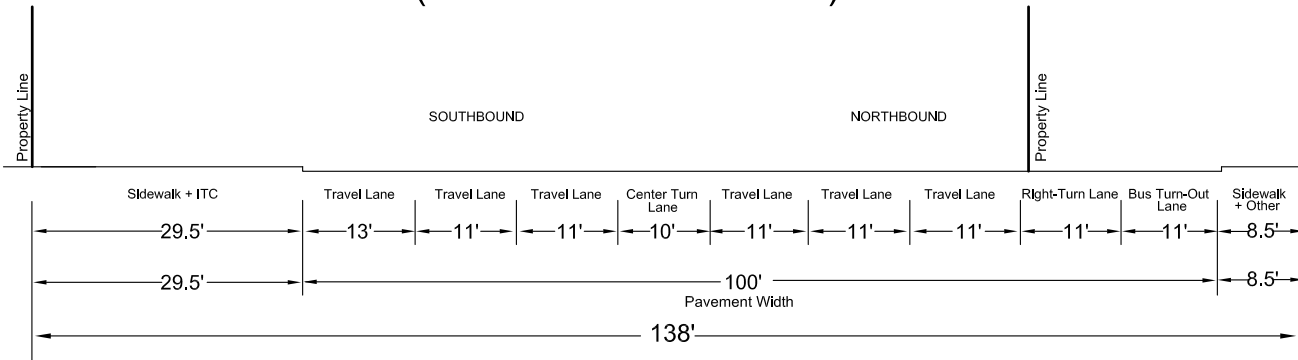 Property Line
Property Line
SOUTHBOUND
NORTHBOUND
Sidewalk + ITC
Travel Lane
Travel Lane
Travel Lane
Center Turn
Lane
Travel Lane
Travel Lane
Travel Lane
Right-Turn Lane
Bus Turn-Out
Lane
Sidewalk
+ Other
29.5'
13'
11'
11'
10'
11'
11'
11'
11'
11'
8.5'
29.5'
100'
8.5'
Pavement Width
138'